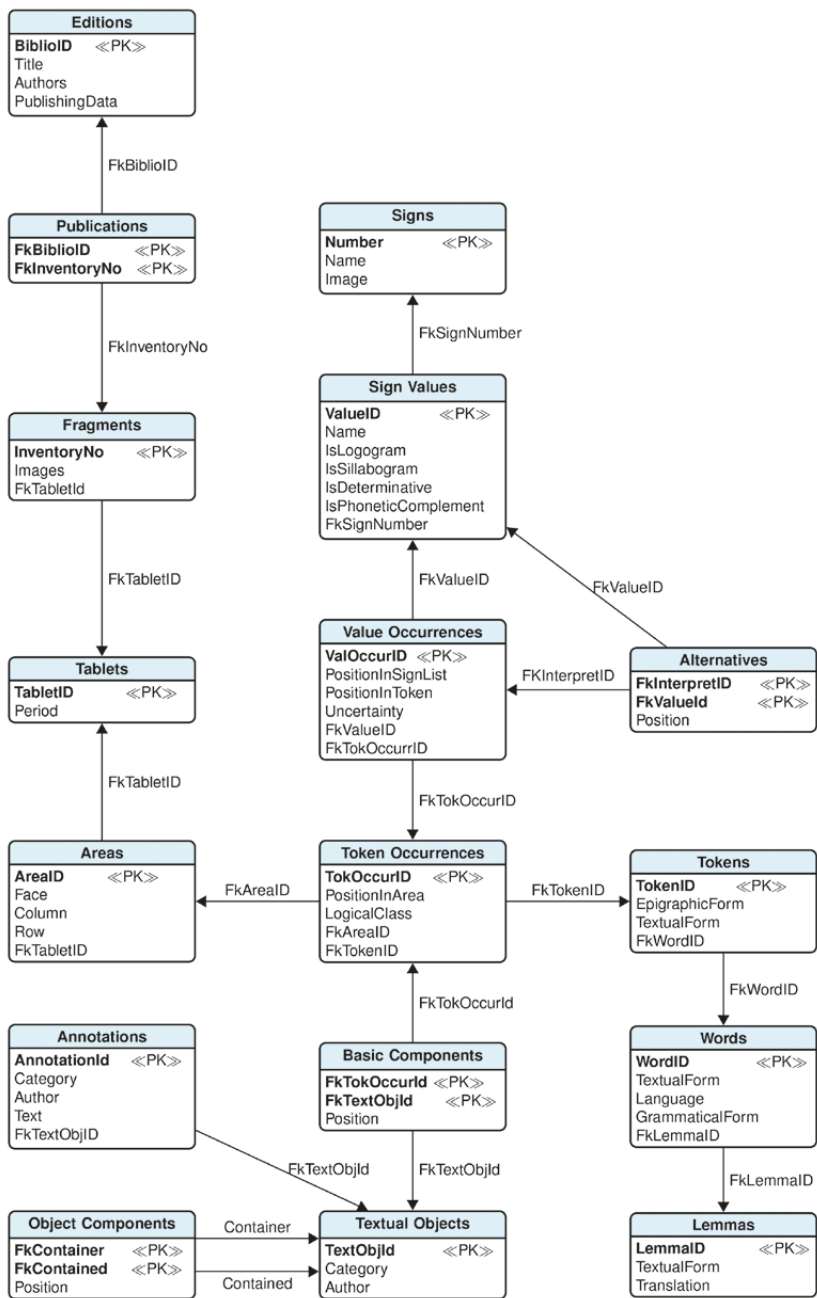 Editions
BiblioID ≪PK≫
Title
Authors
PublishingData
FkBiblioID
Publications
FkBiblioID ≪PK≫
FkInventoryNo ≪PK≫
FkInventoryNo
Fragments
InventoryNo ≪PK≫
Images
FkTabletId
FkTabletID
Tablets
TabletID ≪PK≫
Period
FkTabletID
Areas
AreaID ≪PK≫
Face
Column
Row
FkTabletID
Signs
Number ≪PK≫
Name
Image
FkSignNumber
Sign Values
ValueID ≪PK≫
Name
IsLogogram
IsSillabogram
IsDeterminative
IsPhoneticComplement
FkSignNumber
FkValueID
FkValueID
Value Occurrences
ValOccurID ≪PK≫
PositionInSignList
PositionInToken
Uncertainty
FkValueID
FkTokOccurrID
FKInterpretID
Alternatives
FkInterpretID ≪PK≫
FkValueId ≪PK≫
Position
FkTokOccurID
Token Occurrences
TokOccurID ≪PK≫
PositionInArea
LogicalClass
FkAreaID
FkTokenID
FkAreaID
FkTokenID
Tokens
TokenID ≪PK≫
EpigraphicForm
TextualForm
FkWordID
FkWordID
FkTokOccurId
Annotations
AnnotationId ≪PK≫
Category
Author
Text
FkTextObjID
Basic Components
FkTokOccurId ≪PK≫
FkTextObjId ≪PK≫
Position
Words
WordID ≪PK≫
TextualForm
Language
GrammaticalForm
FkLemmaID
FkTextObjId
FkTextObjId
FkLemmaID
Object Components
FkContainer ≪PK≫
FkContained ≪PK≫
Position
Container
Contained
Textual Objects
TextObjId ≪PK≫
Category
Author
Lemmas
LemmaID ≪PK≫
TextualForm
Translation